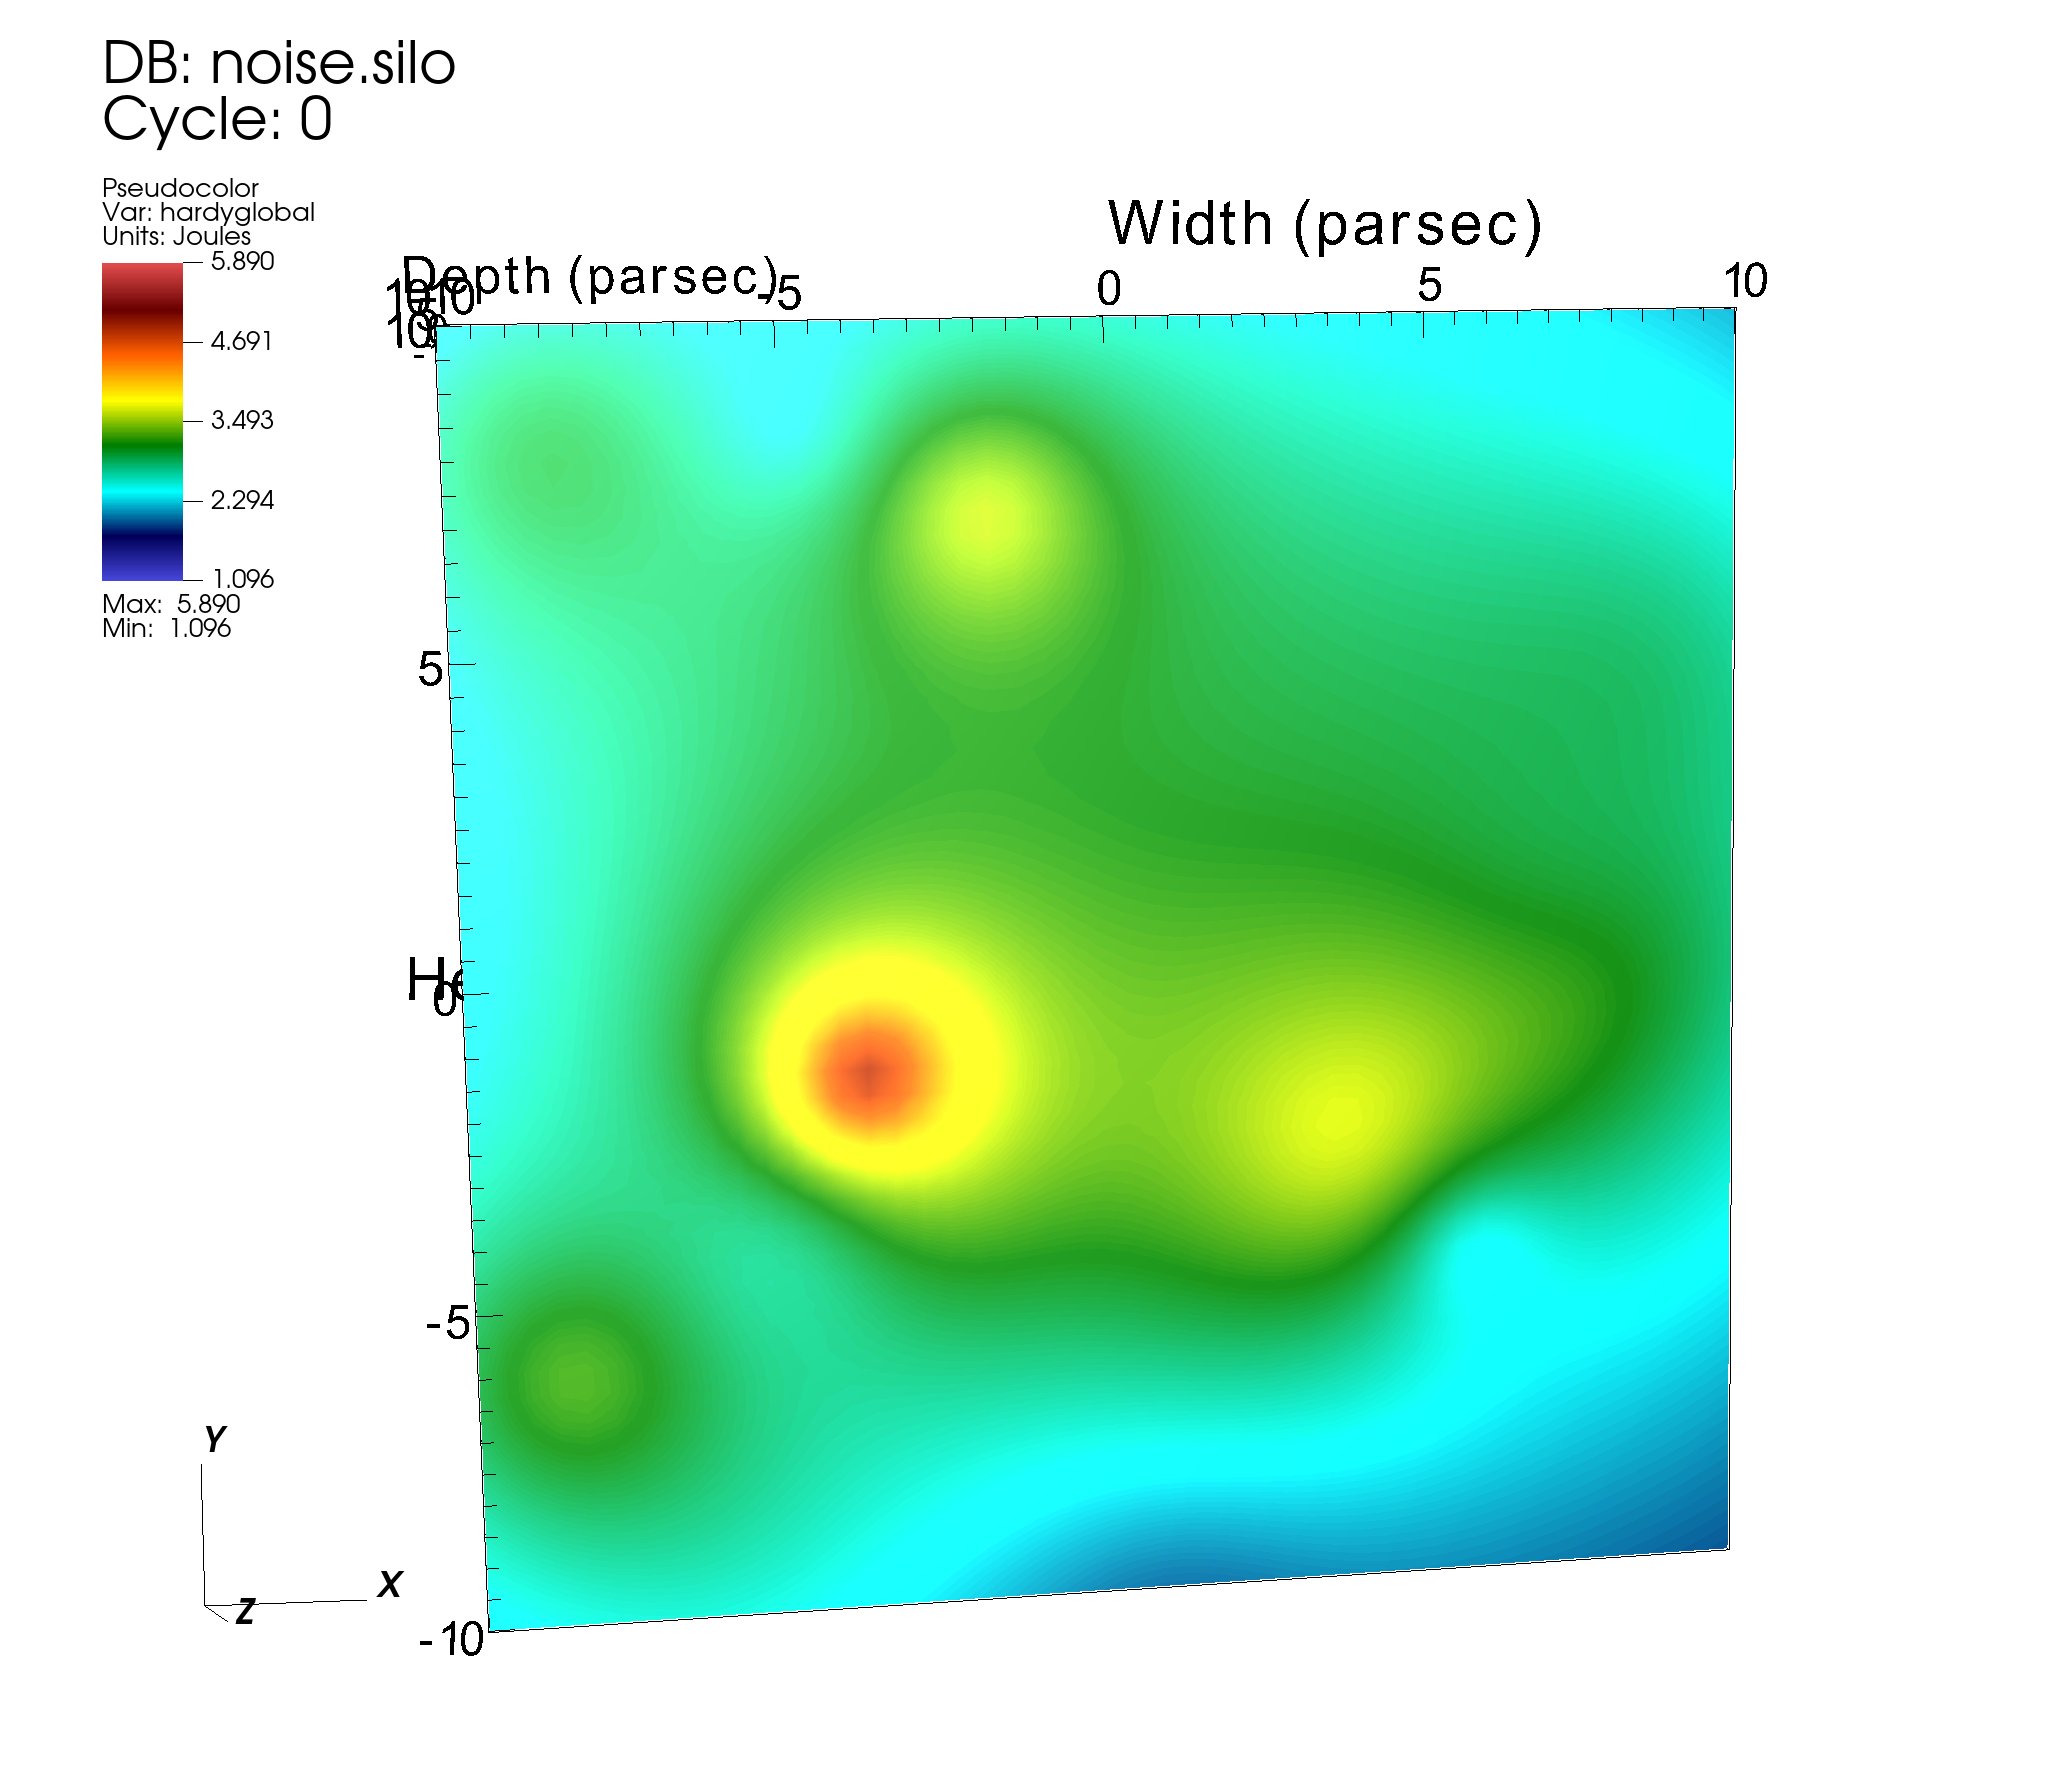 DB: noise.silo
Cycle: 0
Pseudocolor
Var: hardyglobal
Units: Joules
5.890
4.691
3.493
2.294
1.096
Max: 5.890
Min: 1.096
Width (parsec)
Depth (parsec)
-5
0
5
10
5
0
-5
-10
Y
X
Z